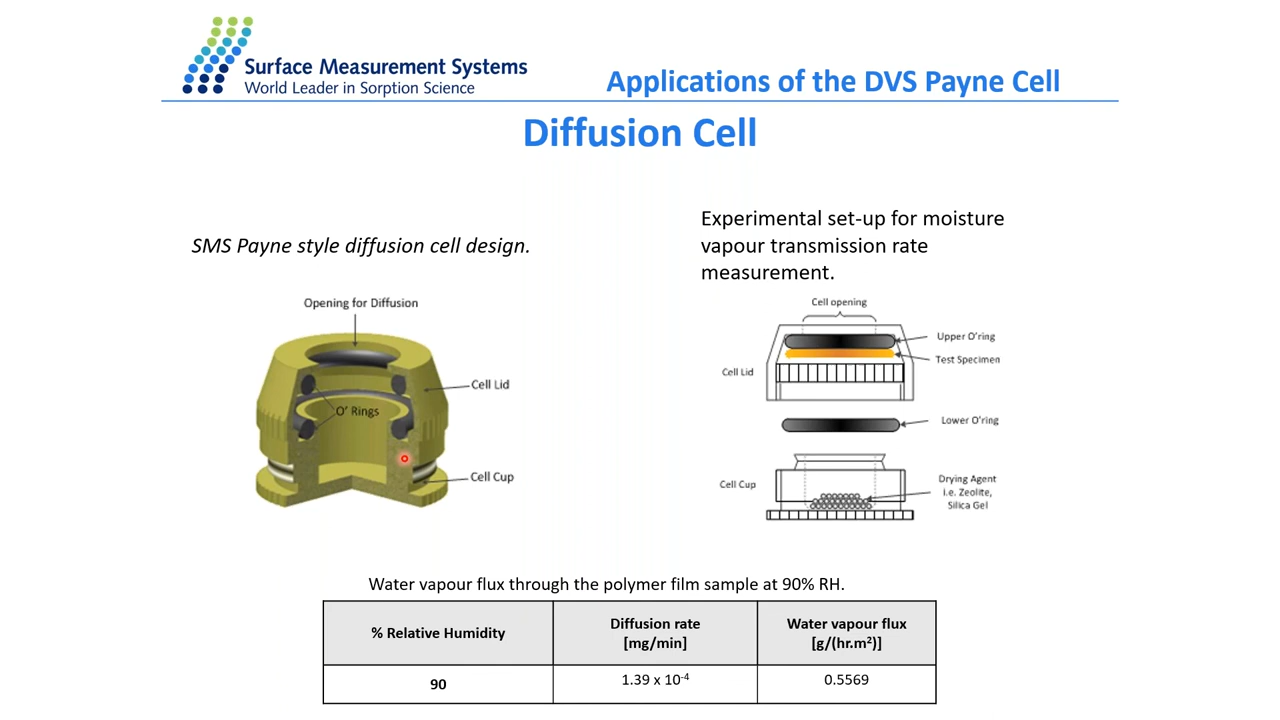 Surface Measurement Systems
World Leader in Sorption Science
Applications of the DVS Payne Cell
Diffusion Cell
SMS Payne style diffusion cell design.
Opening for Diffusion
Cell Lid
O' Rings
Cell Cup
Experimental set-up for moisture
vapour transmission rate
measurement.
Cell opening
Upper O'ring
Test Specimen
Cell Lid
Lower O'ring
Cell Cup
Drying Agent
I.e. Zeolite,
Silica Gel
Water vapour flux through the polymer film sample at 90% RH.
% Relative Humidity
Diffusion rate
[mg/min]
Water vapour flux
[g/(hr.m²)]
90
1.39 x 10⁻⁴
0.5569